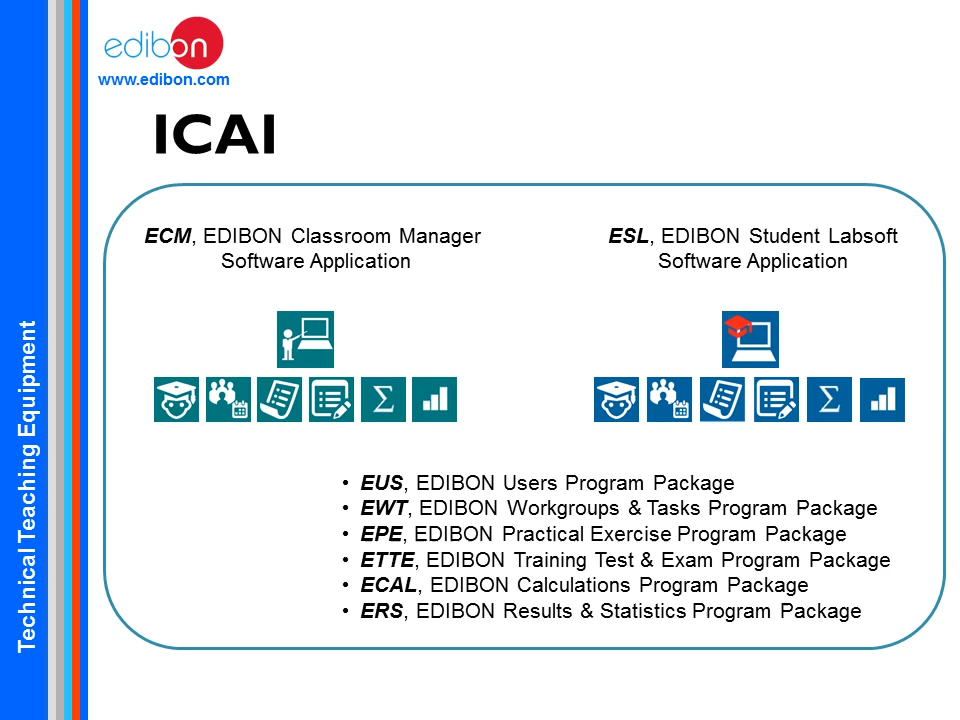 edibon
www.edibon.com
ICAI
ECM, EDIBON Classroom Manager
Software Application
ESL, EDIBON Student Labsoft
Software Application
Σ
Σ
• EUS, EDIBON Users Program Package
• EWT, EDIBON Workgroups & Tasks Program Package
• EPE, EDIBON Practical Exercise Program Package
• ETTE, EDIBON Training Test & Exam Program Package
• ECAL, EDIBON Calculations Program Package
• ERS, EDIBON Results & Statistics Program Package
Technical Teaching Equipment